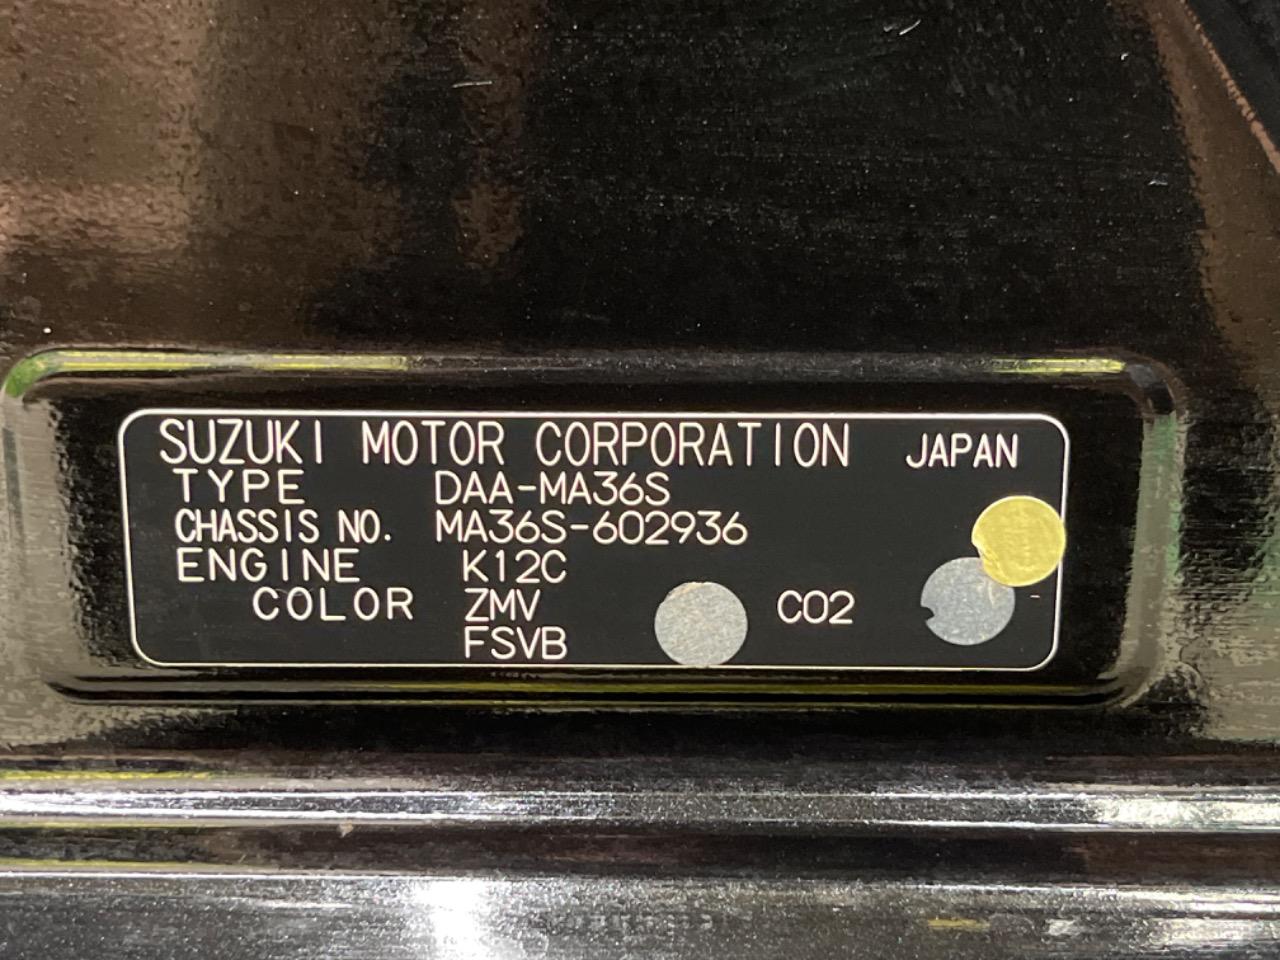 SUZUKI MOTOR CORPORATION JAPAN
TYPE DAA-MA36S
CHASSIS NO. MA36S-602936
ENGINE K12C
COLOR ZMV C02
FSVB